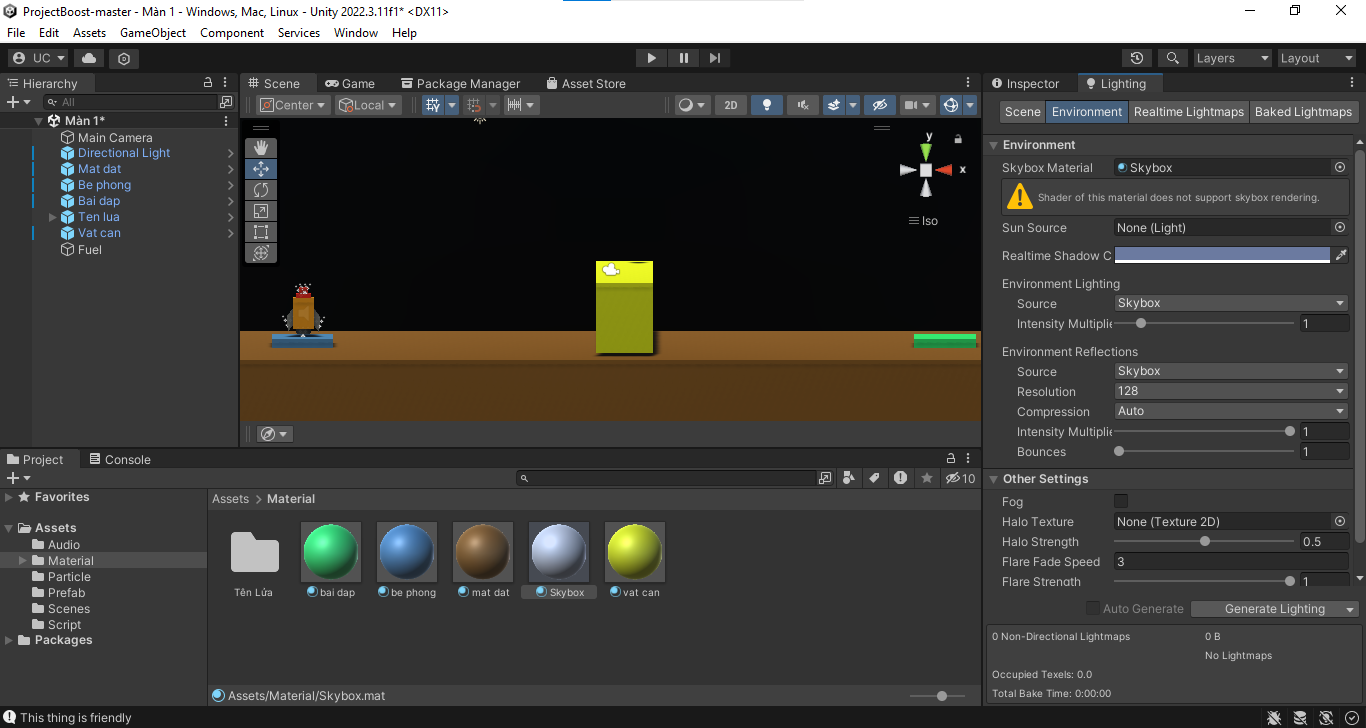 ProjectBoost-master - Màn 1 - Windows, Mac, Linux - Unity 2022.3.11f1* <DX11>
File Edit Assets GameObject Component Services Window Help
UC
Layers
Layout
Hierarchy
All
Màn 1*
Main Camera
Directional Light
Mat dat
Be phong
Bai dap
Ten lua
Vat can
Fuel
Scene
Game
Package Manager
Asset Store
Center
Local
2D
y
x
Iso
Inspector
Lighting
Scene
Environment
Realtime Lightmaps
Baked Lightmaps
Environment
Skybox Material Skybox
Shader of this material does not support skybox rendering.
Sun Source None (Light)
Realtime Shadow C
Environment Lighting
Source Skybox
Intensity Multiplie 1
Environment Reflections
Source Skybox
Resolution 128
Compression Auto
Intensity Multiplie 1
Bounces 1
Other Settings
Fog
Halo Texture None (Texture 2D)
Halo Strength 0.5
Flare Fade Speed 3
Flare Strength 1
Auto Generate
Generate Lighting
0 Non-Directional Lightmaps 0 B
No Lightmaps
Occupied Texels: 0.0
Total Bake Time: 0:00:00
Project
Console
10
Favorites
Assets
Audio
Material
Particle
Prefab
Scenes
Script
Packages
Assets > Material
Tên Lửa
bai dap
be phong
mat dat
Skybox
vat can
Assets/Material/Skybox.mat
This thing is friendly